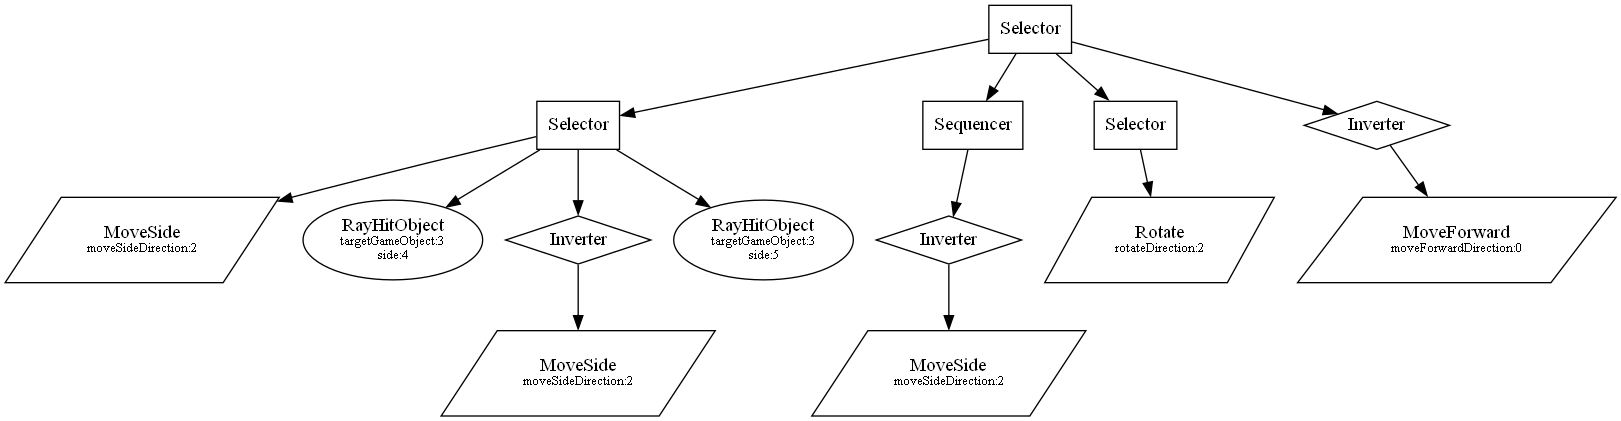 Selector
Selector
Sequencer
Selector
Inverter
MoveSide
moveSideDirection:2
RayHitObject
targetGameObject:3
side:4
Inverter
RayHitObject
targetGameObject:3
side:5
Inverter
Rotate
rotateDirection:2
MoveForward
moveForwardDirection:0
MoveSide
moveSideDirection:2
MoveSide
moveSideDirection:2